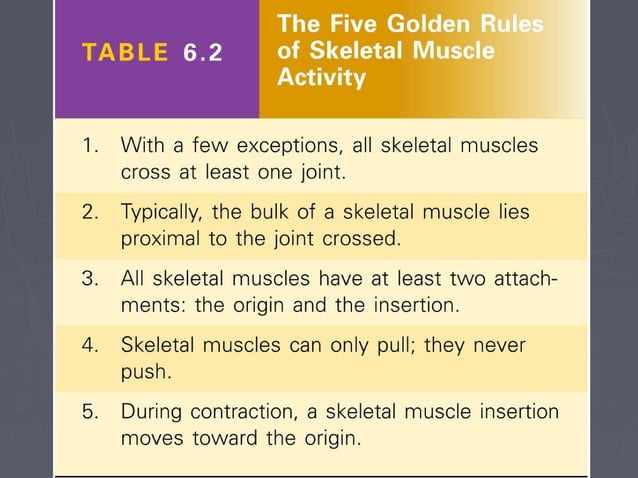 TABLE 6.2
The Five Golden Rules
of Skeletal Muscle
Activity
1. With a few exceptions, all skeletal muscles
cross at least one joint.
2. Typically, the bulk of a skeletal muscle lies
proximal to the joint crossed.
3. All skeletal muscles have at least two attach-
ments: the origin and the insertion.
4. Skeletal muscles can only pull; they never
push.
5. During contraction, a skeletal muscle insertion
moves toward the origin.